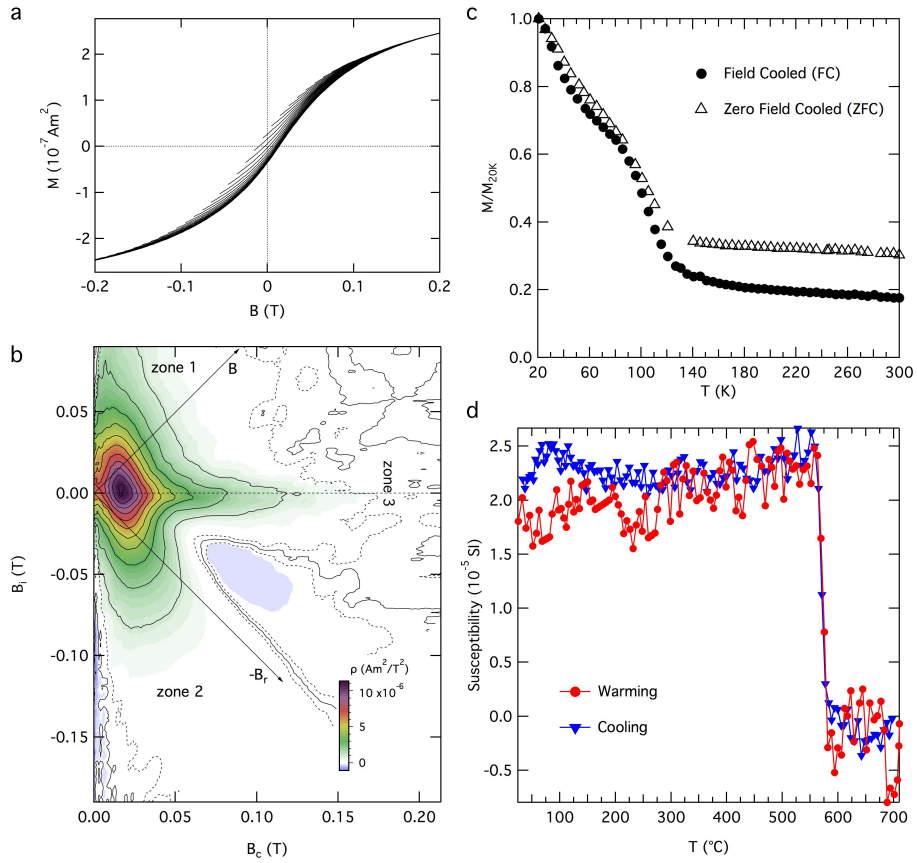 a
2
1
0
-1
-2
M (10⁻⁷Am²)
-0.2
-0.1
0
0.1
0.2
B (T)
b
zone 1
B
0.05
0.00
-0.05
-0.10
-0.15
B_i (T)
zone 3
zone 2
-B_r
ρ (Am²/T²)
10 x10⁻⁶
5
0
0.00
0.05
0.10
0.15
0.20
B_c (T)
c
1.0
0.8
0.6
0.4
0.2
0.0
M/M_20K
Field Cooled (FC)
Zero Field Cooled (ZFC)
20
60
100
140
180
220
260
300
T (K)
d
2.5
2.0
1.5
1.0
0.5
0.0
-0.5
Susceptibility (10⁻⁵ SI)
Warming
Cooling
100
200
300
400
500
600
700
T (°C)